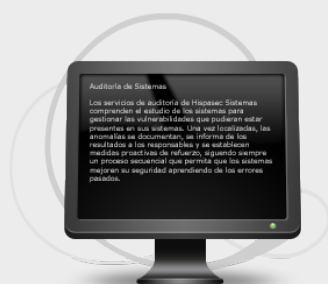 Auditoría de Sistemas
Los servicios de auditoría de Hispasec Sistemas
comprenden el estudio de los sistemas para
gestionar las vulnerabilidades que pudieran estar
presentes en sus sistemas. Una vez localizadas, las
anomalías se documentan, se informa de los
resultados a los responsables y se establecen
medidas proactivas de refuerzo, siguiendo siempre
un proceso secuencial que permita que los sistemas
mejoren su seguridad aprendiendo de los errores
pasados.